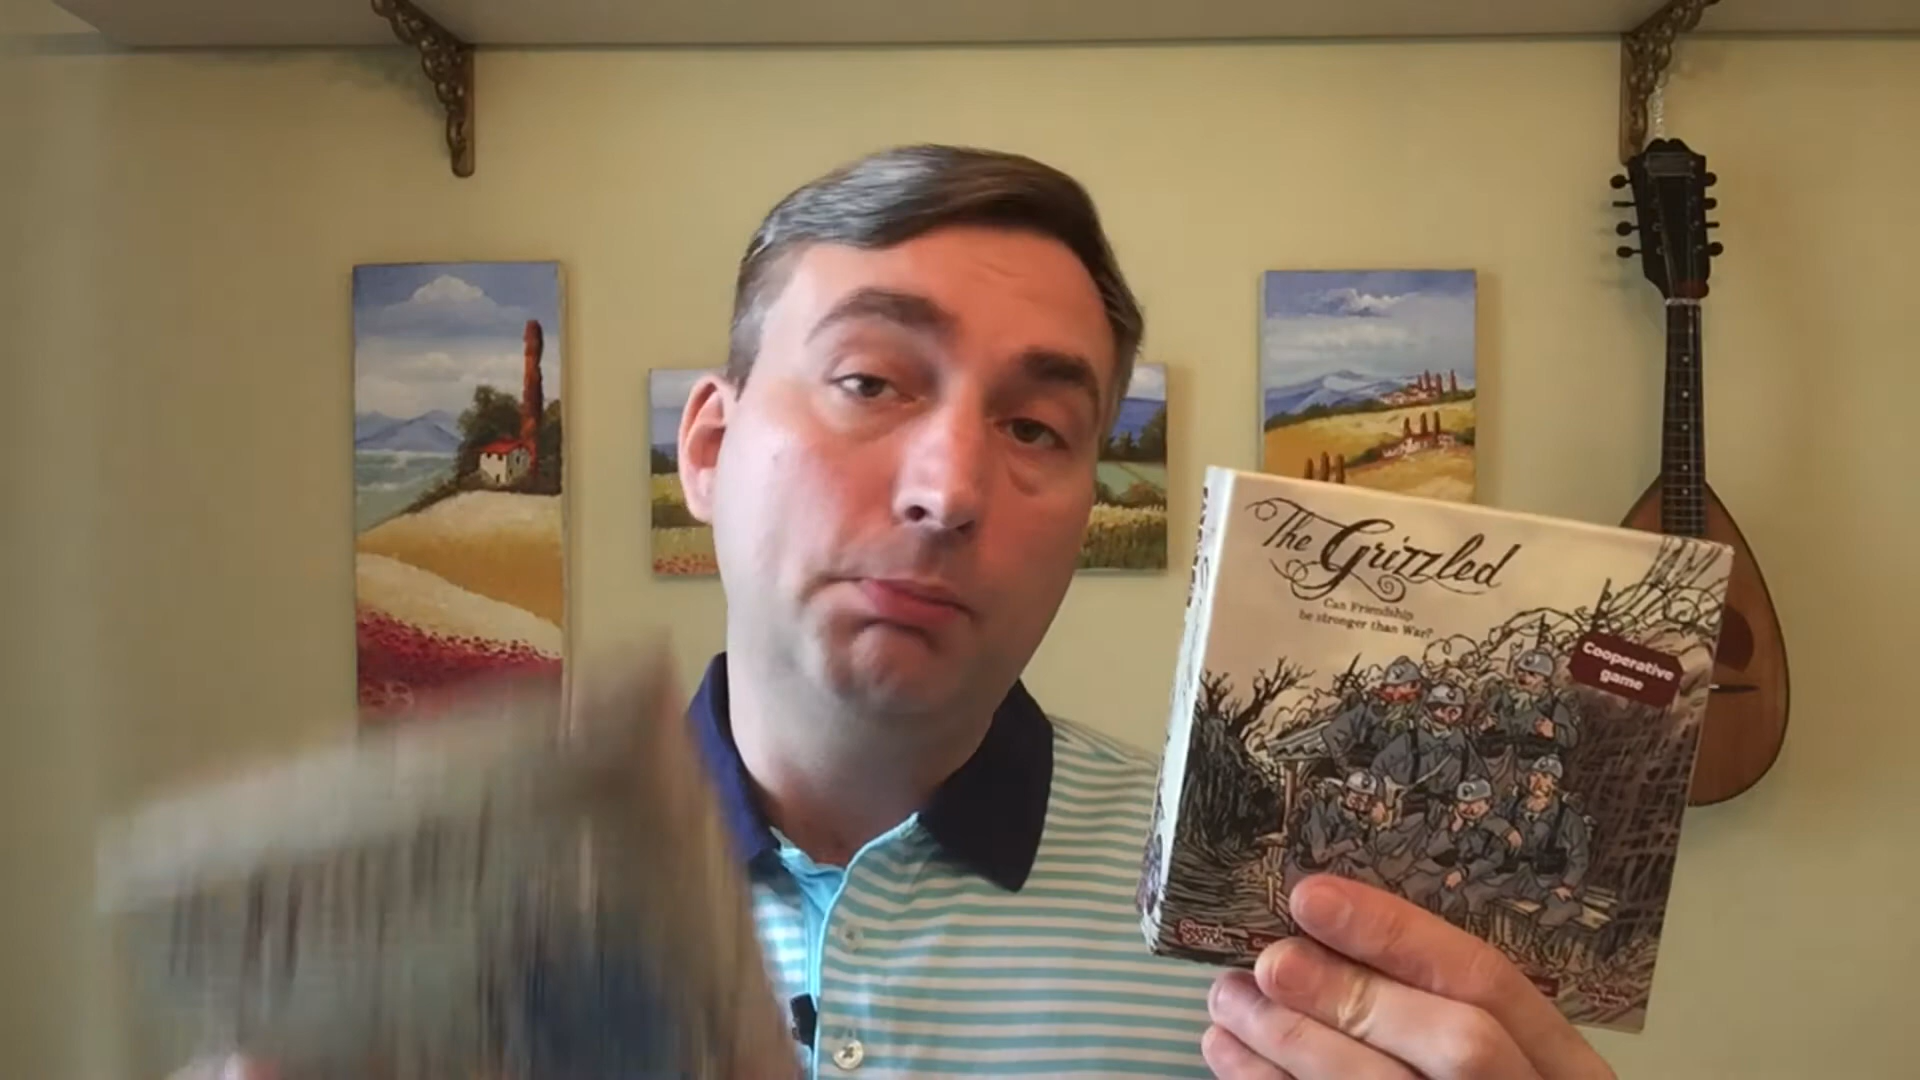 The Grizzled
Can Friendship
be stronger than War?
Cooperative
game